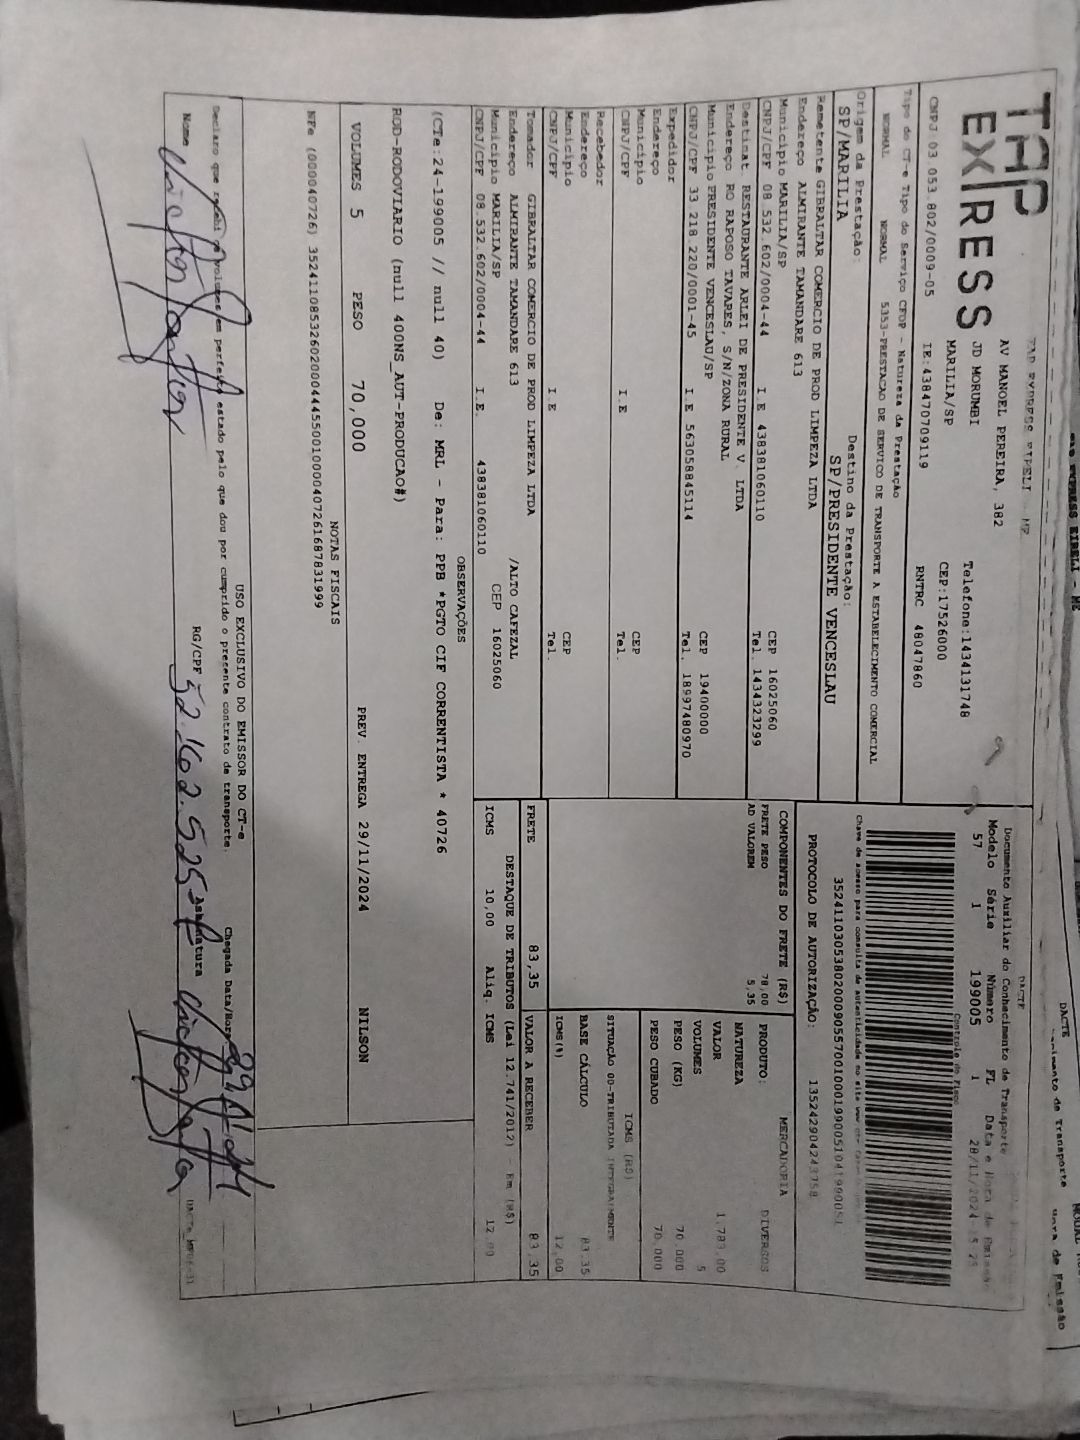 TAP
EXPRESS
AV MANOEL PEREIRA, 382
JD MORUMBI
MARILIA/SP
Telefone:1434131748
CEP:17526000
CNPJ.03.053.802/0009-05 IE:438470709119 RNTRC 48047860
Tipo do CT-e Tipo do Serviço CFOP - Natureza da Prestação
NORMAL NORMAL 5353-PRESTACAO DE SERVICO DE TRANSPORTE A ESTABELECIMENTO COMERCIAL
Origem da Prestação: Destino da Prestação:
SP/MARILIA SP/PRESIDENTE VENCESLAU
Remetente GIBRALTAR COMERCIO DE PROD LIMPEZA LTDA
Endereço ALMIRANTE TAMANDARE 613
Município MARILIA/SP CEP 16025060
CNPJ/CPF 08.532.602/0004-44 I.E 438381060110 Tel. 1434323299
Destinat. RESTAURANTE ARLEI DE PRESIDENTE V. LTDA
Endereço RO RAPOSO TAVARES, S/N/ZONA RURAL
Município PRESIDENTE VENCESLAU/SP CEP 19400000
CNPJ/CPF 33.218.220/0001-45 I.E 563058845114 Tel. 18997480970
Expedidor
Endereço
Município CEP
CNPJ/CPF I.E Tel.
Recebedor
Endereço
Município CEP
CNPJ/CPF I.E Tel.
Tomador GIBRALTAR COMERCIO DE PROD LIMPEZA LTDA
Endereço ALMIRANTE TAMANDARE 613 /ALTO CAFEZAL
Município MARILIA/SP CEP 16025060
CNPJ/CPF 08.532.602/0004-44 I.E. 438381060110
DACTE
Documento Auxiliar do Conhecimento de Transporte
Modelo Série Número FL Data e Hora de Emissão
57 1 199005 1 28/11/2024
Controle do Fisco
Chave de acesso para consulta de autenticidade no site
PROTOCOLO DE AUTORIZAÇÃO:
COMPONENTES DO FRETE (R$)
FRETE PESO 78,00
AD VALOREM 5,35
FRETE 83,35
MERCADORIA
PRODUTO: DIVERSOS
NATUREZA
VALOR 1.783,00
VOLUMES 5
PESO (KG) 70,000
PESO CUBADO 70,000
ICMS (R$)
SITUAÇÃO 00-TRIBUTADA INTEGRALMENTE
BASE CÁLCULO 83,35
ICMS(%) 12,00
VALOR A RECEBER 83,35
DESTAQUE DE TRIBUTOS (Lei 12.741/2012) - Em (R$)
ICMS 10,00 Aliq. ICMS 12,00
OBSERVAÇÕES
(CTe:24-199005 // null 40) De: MRL - Para: PPB *PGTO CIF CORRENTISTA * 40726
ROD-RODOVIARIO (null 400NS_AUT-PRODUCAO#)
VOLUMES 5 PESO 70,000 PREV. ENTREGA 29/11/2024 NILSON
NOTAS FISCAIS
NFe (000040726) 35241108532602000444550010000407261687831999
USO EXCLUSIVO DO EMISSOR DO CT-e
Declaro que recebi os volumes em perfeito estado pelo que dou por cumprido o presente contrato de transporte.
Chegada Data/Hora
Nome RG/CPF Assinatura